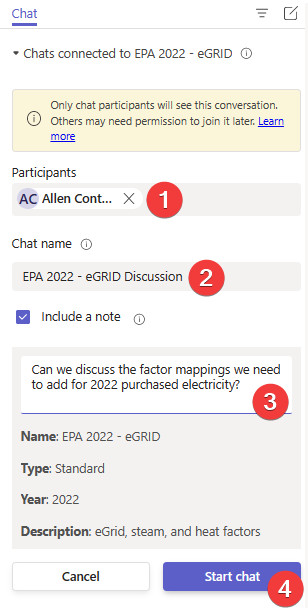 Chat
Chats connected to EPA 2022 - eGRID
Only chat participants will see this conversation.
Others may need permission to join it later. Learn
more
Participants
AC Allen Cont... 1
Chat name
EPA 2022 - eGRID Discussion 2
Include a note
Can we discuss the factor mappings we need
to add for 2022 purchased electricity?
3
Name: EPA 2022 - eGRID
Type: Standard
Year: 2022
Description: eGrid, steam, and heat factors
Cancel Start chat
4